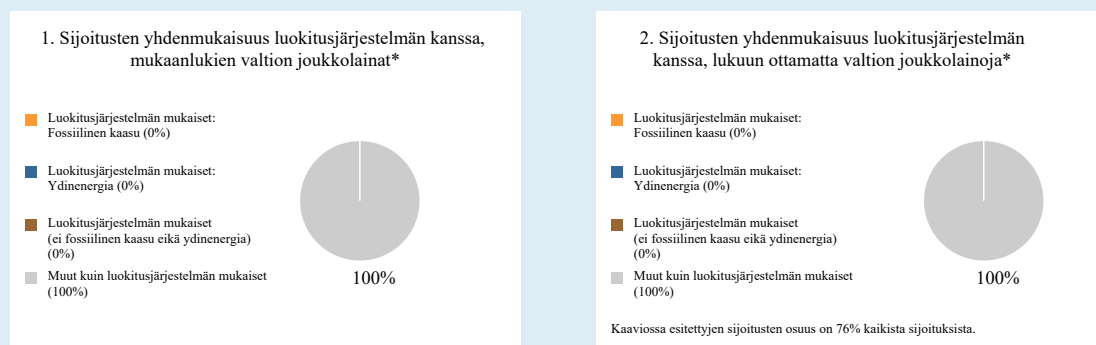 1. Sijoitusten yhdenmukaisuus luokitusjärjestelmän kanssa,
mukaanlukien valtion joukkolainat*
Luokitusjärjestelmän mukaiset:
Fossiilinen kaasu (0%)
Luokitusjärjestelmän mukaiset:
Ydinenergia (0%)
Luokitusjärjestelmän mukaiset
(ei fossiilinen kaasu eikä ydinenergia)
(0%)
Muut kuin luokitusjärjestelmän mukaiset
(100%)
100%
2. Sijoitusten yhdenmukaisuus luokitusjärjestelmän
kanssa, lukuun ottamatta valtion joukkolainoja*
Luokitusjärjestelmän mukaiset:
Fossiilinen kaasu (0%)
Luokitusjärjestelmän mukaiset:
Ydinenergia (0%)
Luokitusjärjestelmän mukaiset
(ei fossiilinen kaasu eikä ydinenergia)
(0%)
Muut kuin luokitusjärjestelmän mukaiset
(100%)
100%
Kaaviossa esitettyjen sijoitusten osuus on 76% kaikista sijoituksista.